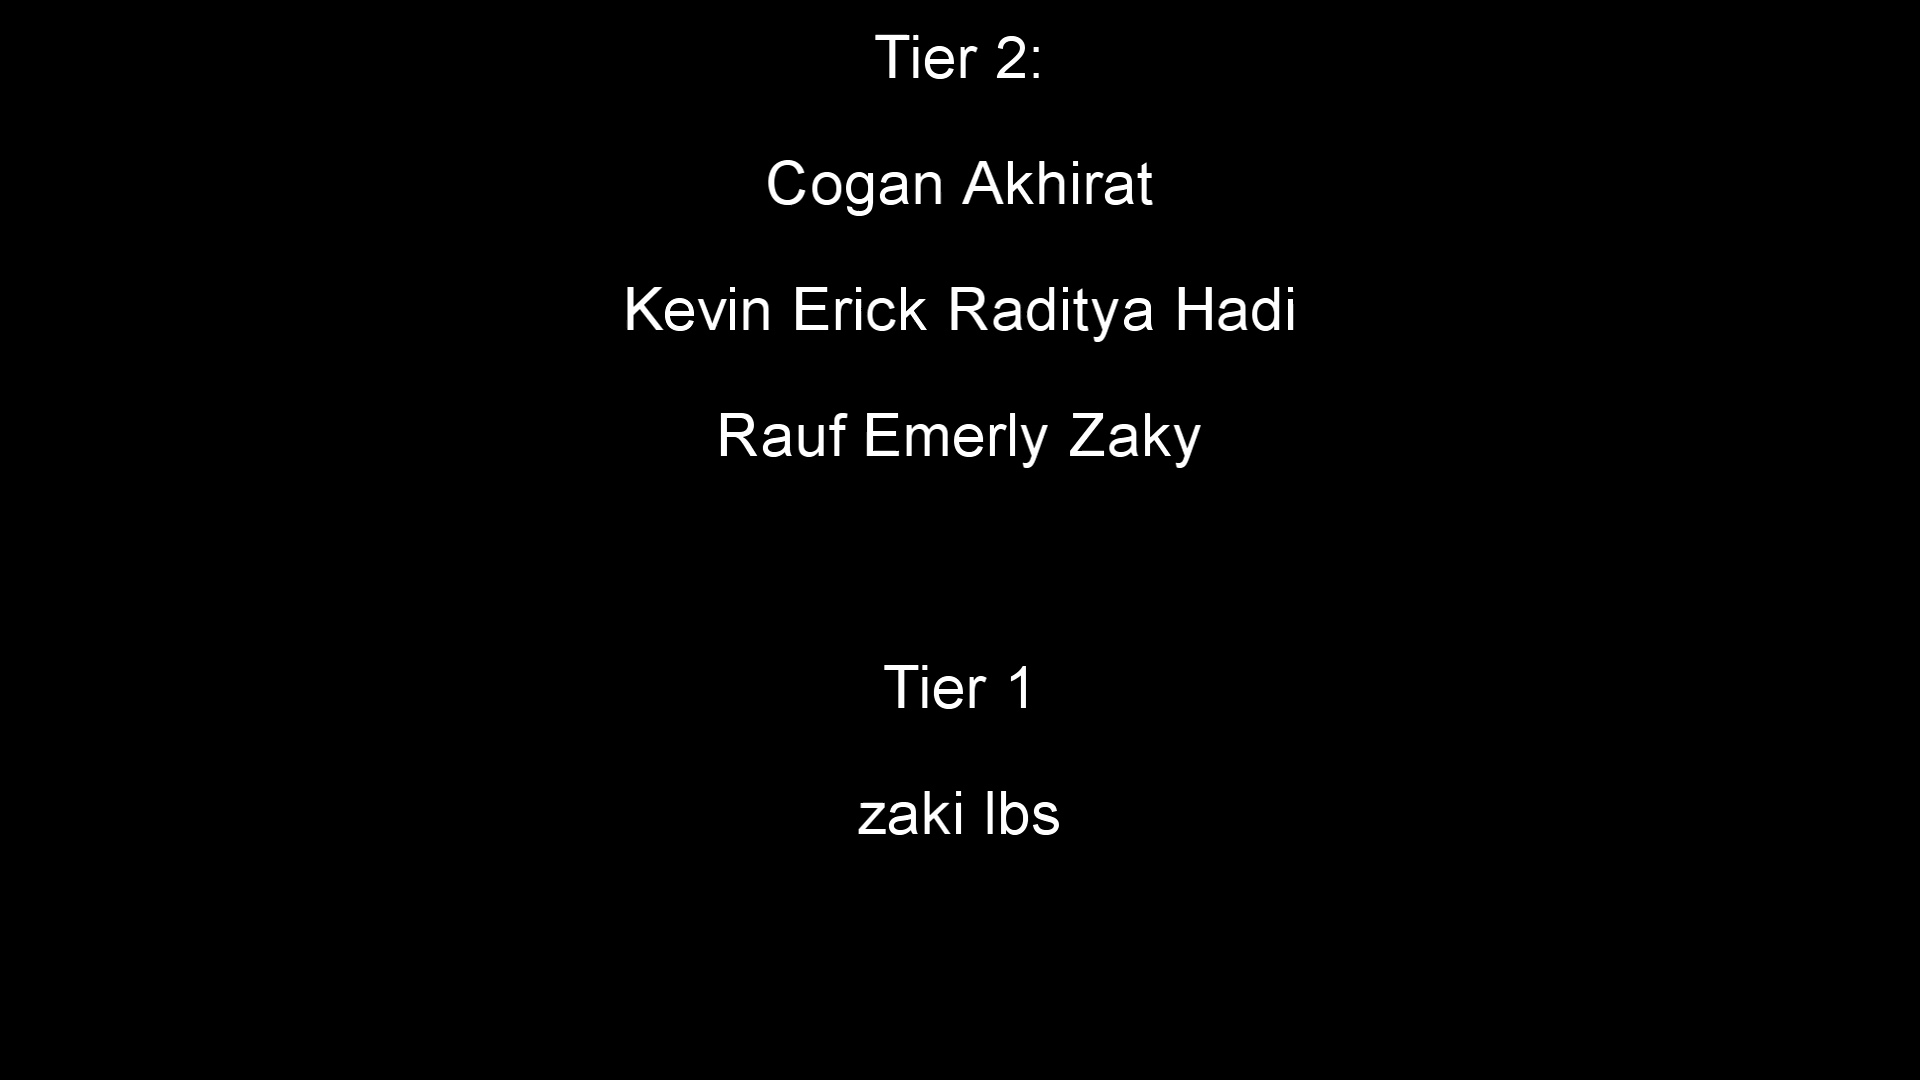 Tier 2:
Cogan Akhirat
Kevin Erick Raditya Hadi
Rauf Emerly Zaky
Tier 1
zaki lbs